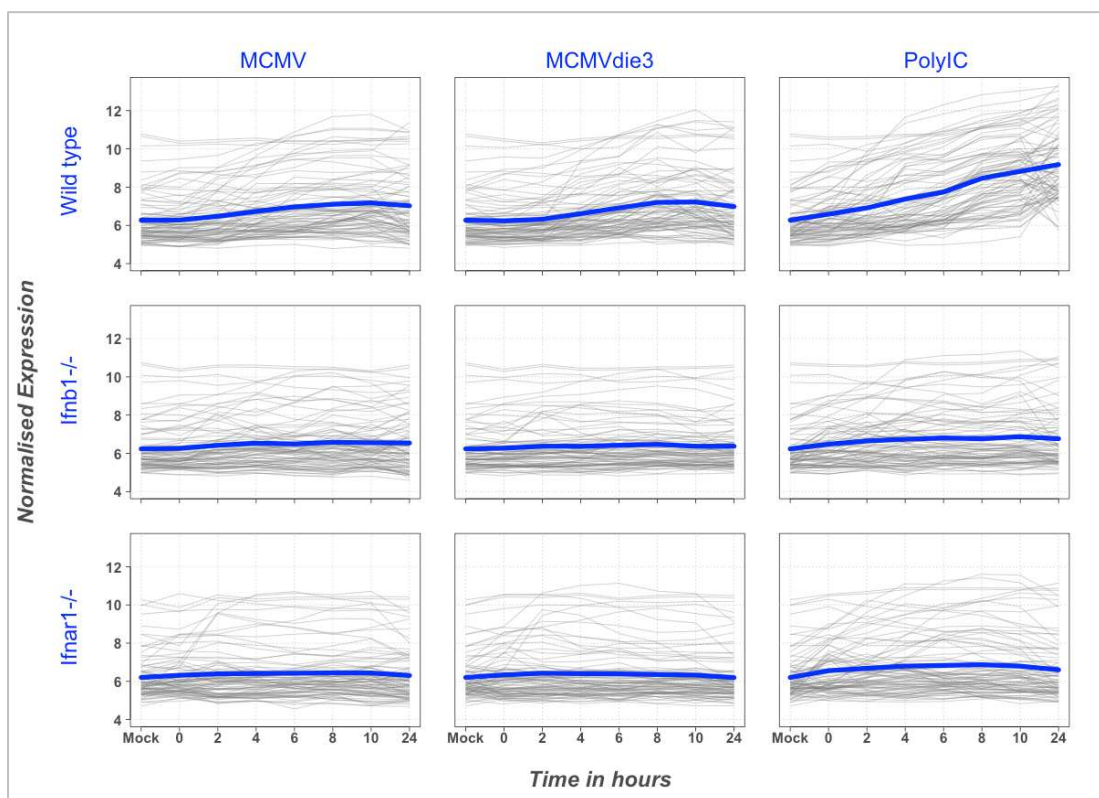 MCMV MCMVdie3 PolyIC
Wild type
12
10
8
6
4
Ifnb1-/-
12
10
8
6
4
Ifnar1-/-
12
10
8
6
4
Normalised Expression
Mock 0 2 4 6 8 10 24 Mock 0 2 4 6 8 10 24 Mock 0 2 4 6 8 10 24
Time in hours